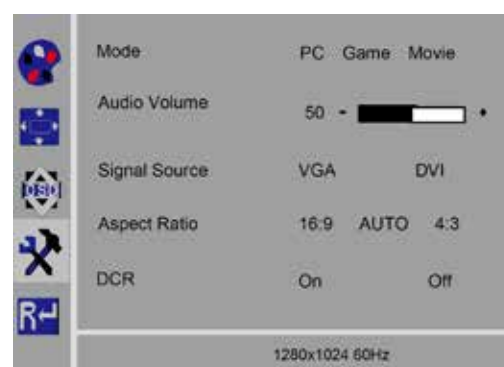 Mode PC Game Movie
Audio Volume 50 - +
Signal Source VGA DVI
OSD
Aspect Ratio 16:9 AUTO 4:3
DCR On Off
R
1280x1024 60Hz